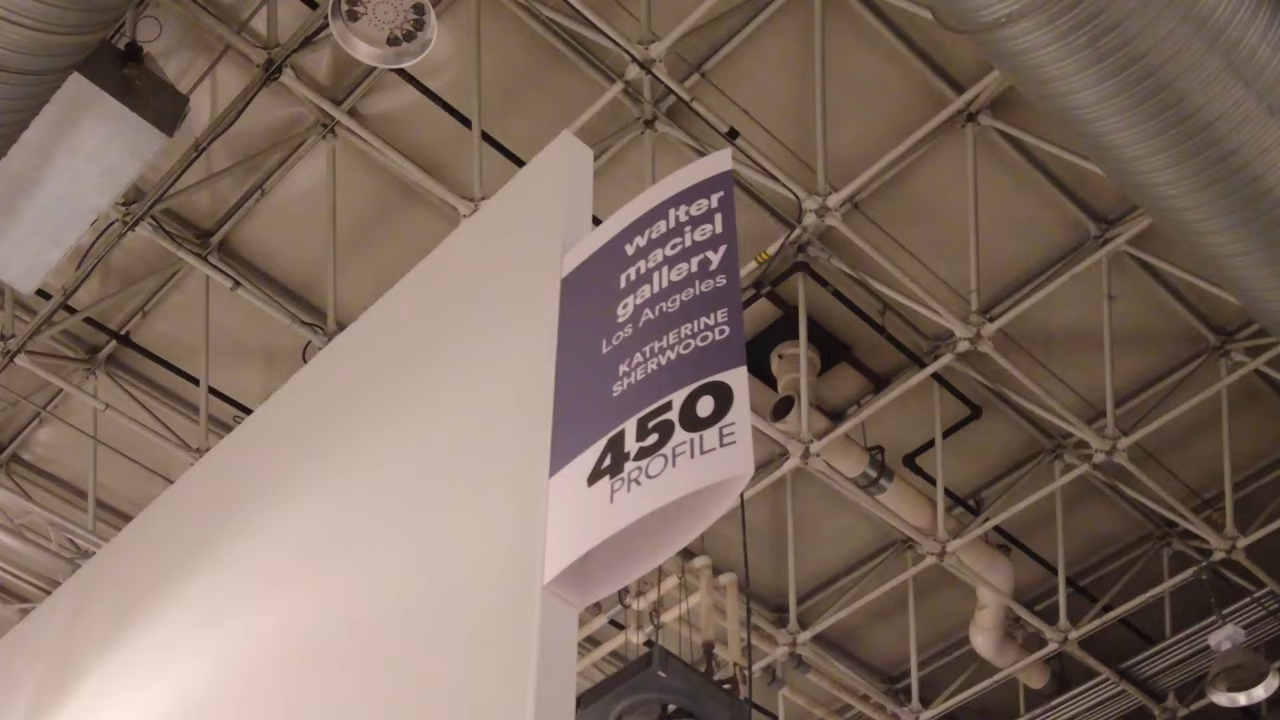 walter
maciel
gallery
Los Angeles
KATHERINE
SHERWOOD
450
PROFILE